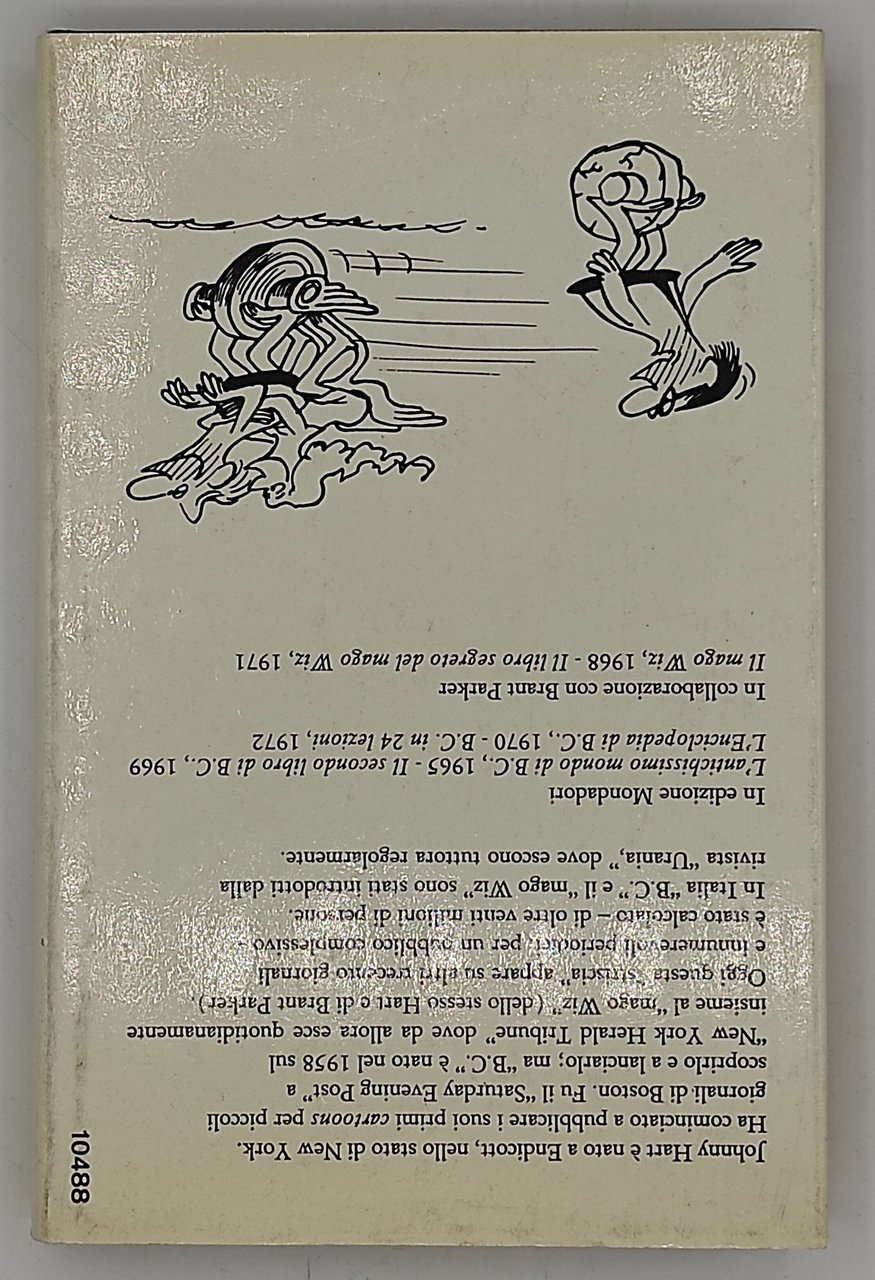 Johnny Hart è nato a Endicott, nello stato di New York.
Ha cominciato a pubblicare i suoi primi cartoons per piccoli
giornali di Boston. Fu il “Saturday Evening Post” a
scoprirlo e a lanciarlo; ma “B.C.” è nato nel 1958 sul
“New York Herald Tribune” dove da allora esce quotidianamente
insieme al “mago Wiz” (dello stesso Hart e di Brant Parker).
Oggi questa “striscia” appare su altri trecento giornali
e innumerevoli periodici, per un pubblico complessivo -
è stato calcolato – di oltre venti milioni di persone.
In Italia “B.C.” e il “mago Wiz” sono stati introdotti dalla
rivista “Urania,” dove escono tuttora regolarmente.
In edizione Mondadori
L'antichissimo mondo di B.C., 1965 - Il secondo libro di B.C., 1969
L'Enciclopedia di B.C., 1970 - B.C. in 24 lezioni, 1972
In collaborazione con Brant Parker
Il mago Wiz, 1968 - Il libro segreto del mago Wiz, 1971
10488